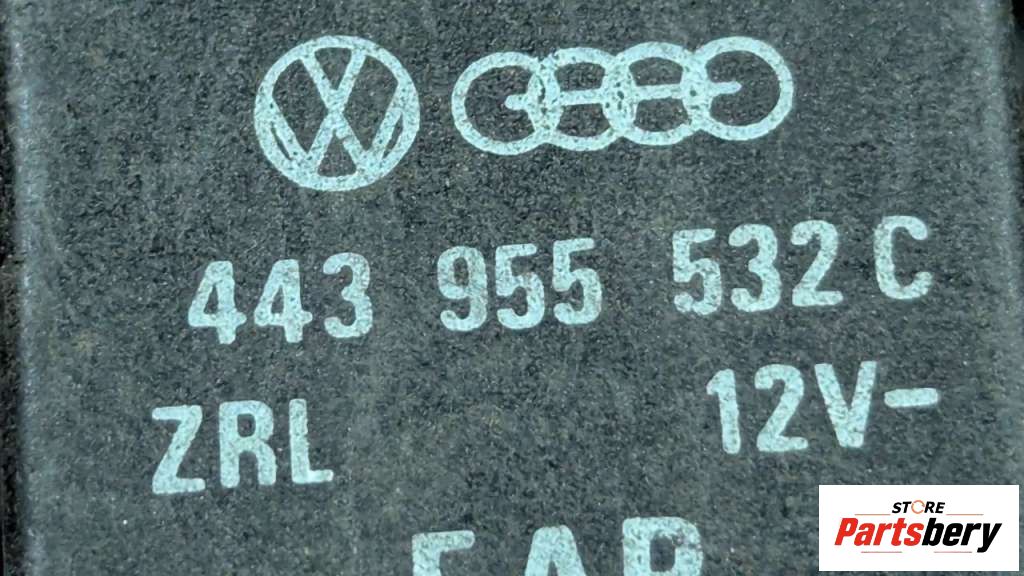 443 955 532 C
ZRL 12V-
STORE
Partsbery